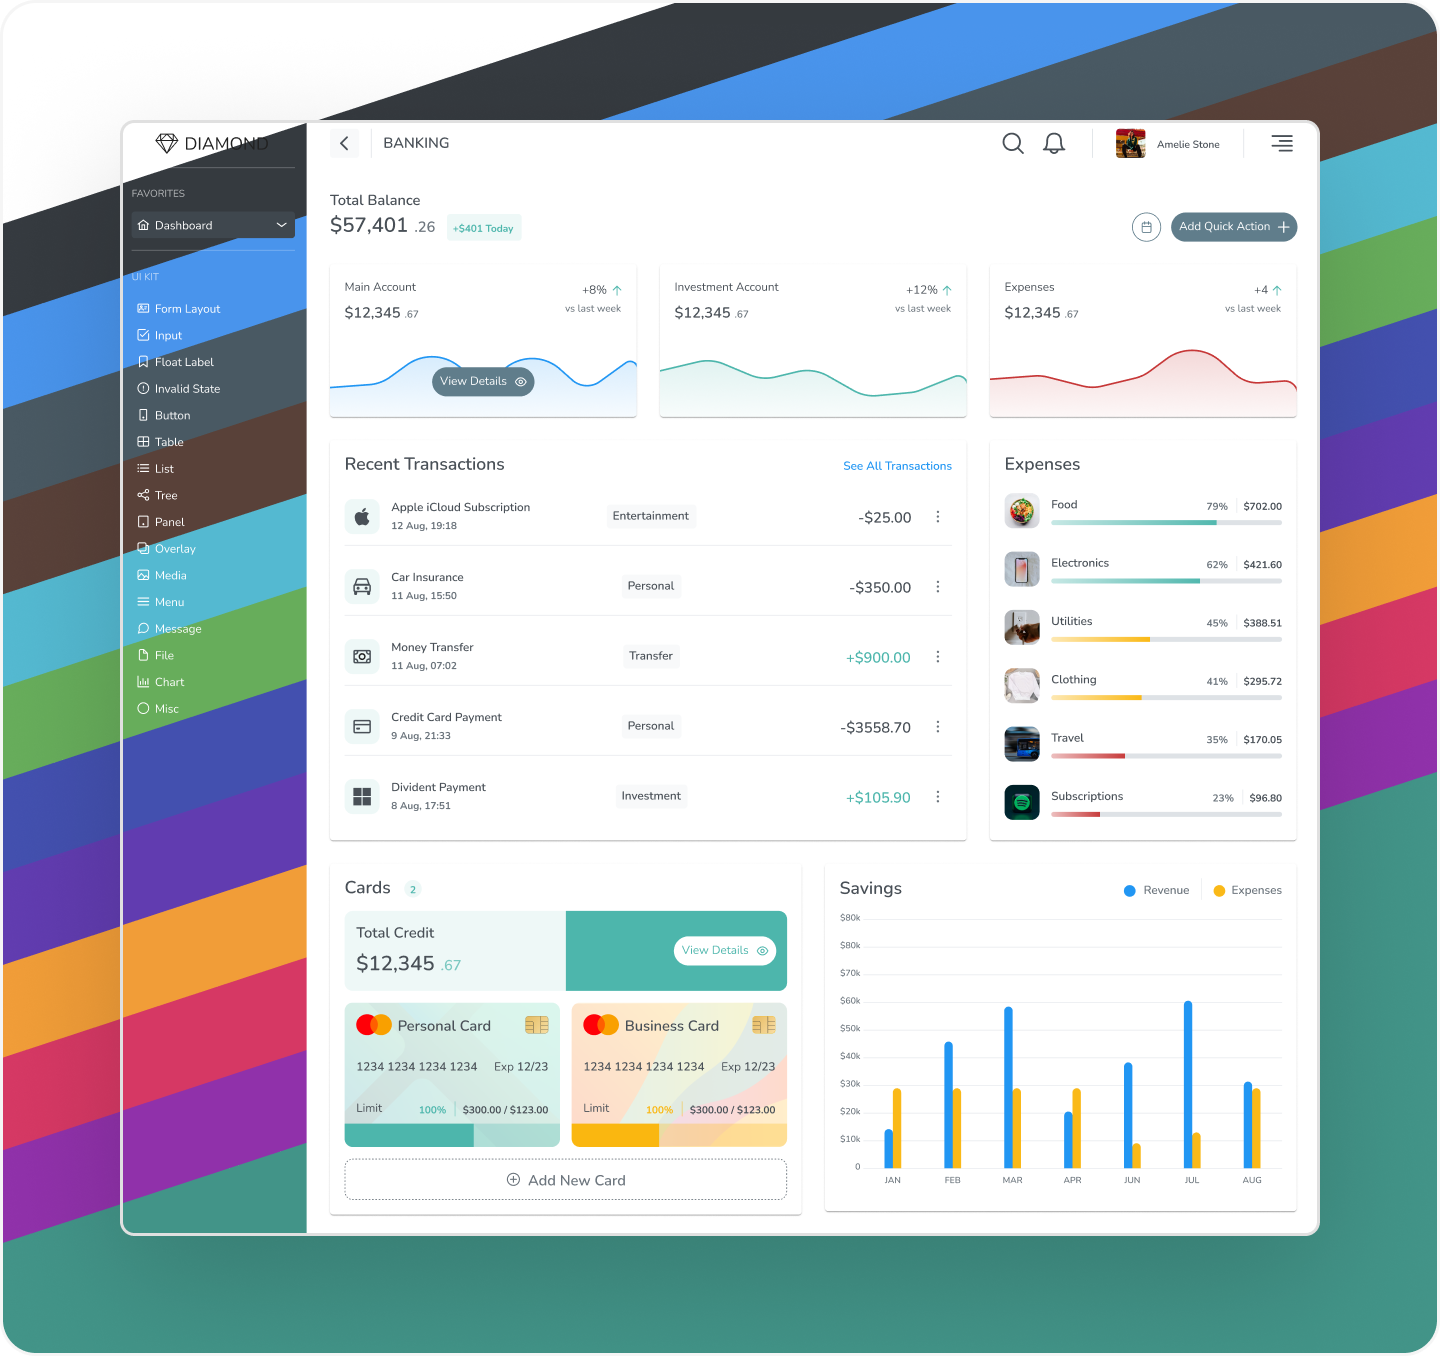 DIAMOND
FAVORITES
Dashboard
UI KIT
Form Layout
Input
Float Label
Invalid State
Button
Table
List
Tree
Panel
Overlay
Media
Menu
Message
File
Chart
Misc
BANKING
Amelie Stone
Total Balance
$57,401 .26 +$401 Today
Add Quick Action
Main Account +8%
$12,345 .67 vs last week
View Details
Investment Account +12%
$12,345 .67 vs last week
Expenses +4
$12,345 .67 vs last week
Recent Transactions See All Transactions
Apple iCloud Subscription
12 Aug, 19:18
Entertainment
-$25.00
Car Insurance
11 Aug, 15:50
Personal
-$350.00
Money Transfer
11 Aug, 07:02
Transfer
+$900.00
Credit Card Payment
9 Aug, 21:33
Personal
-$3558.70
Divident Payment
8 Aug, 17:51
Investment
+$105.90
Expenses
Food 79% $702.00
Electronics 62% $421.60
Utilities 45% $388.51
Clothing 41% $295.72
Travel 35% $170.05
Subscriptions 23% $96.80
Cards 2
Total Credit
$12,345 .67
View Details
Personal Card
1234 1234 1234 1234 Exp 12/23
Limit 100% $300.00 / $123.00
Business Card
1234 1234 1234 1234 Exp 12/23
Limit 100% $300.00 / $123.00
Add New Card
Savings Revenue Expenses
$80k
$80k
$70k
$60k
$50k
$40k
$30k
$20k
$10k
0
JAN FEB MAR APR JUN JUL AUG